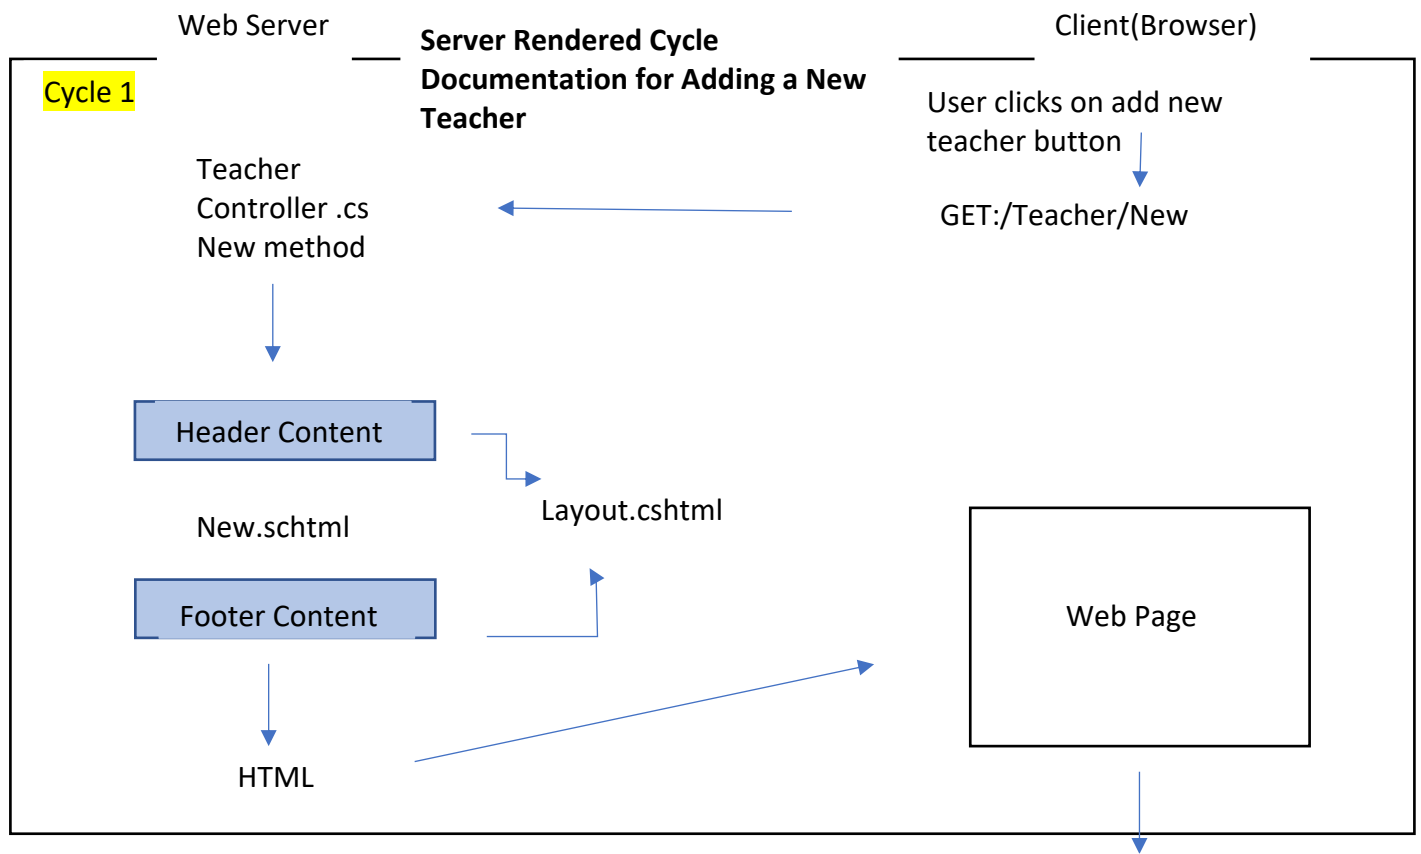 Web Server
Server Rendered Cycle
Documentation for Adding a New
Teacher
Client(Browser)
Cycle 1
User clicks on add new
teacher button
GET:/Teacher/New
Teacher
Controller .cs
New method
Header Content
New.schtml
Footer Content
Layout.cshtml
HTML
Web Page